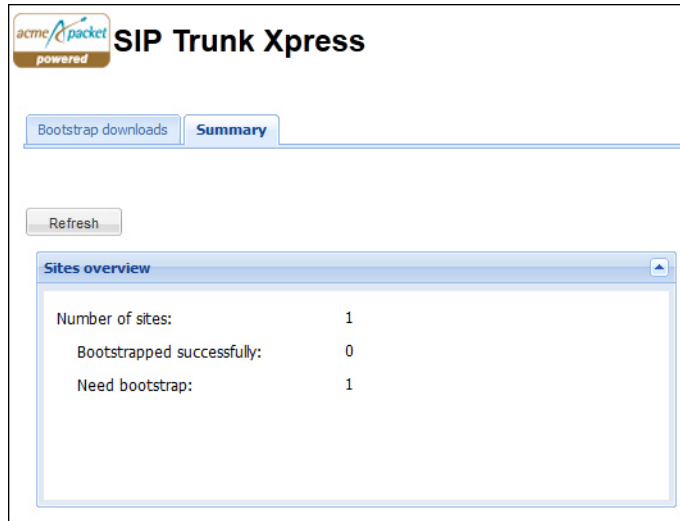 acme packet
powered
SIP Trunk Xpress
Bootstrap downloads
Summary
Refresh
Sites overview
Number of sites: 1
Bootstrapped successfully: 0
Need bootstrap: 1